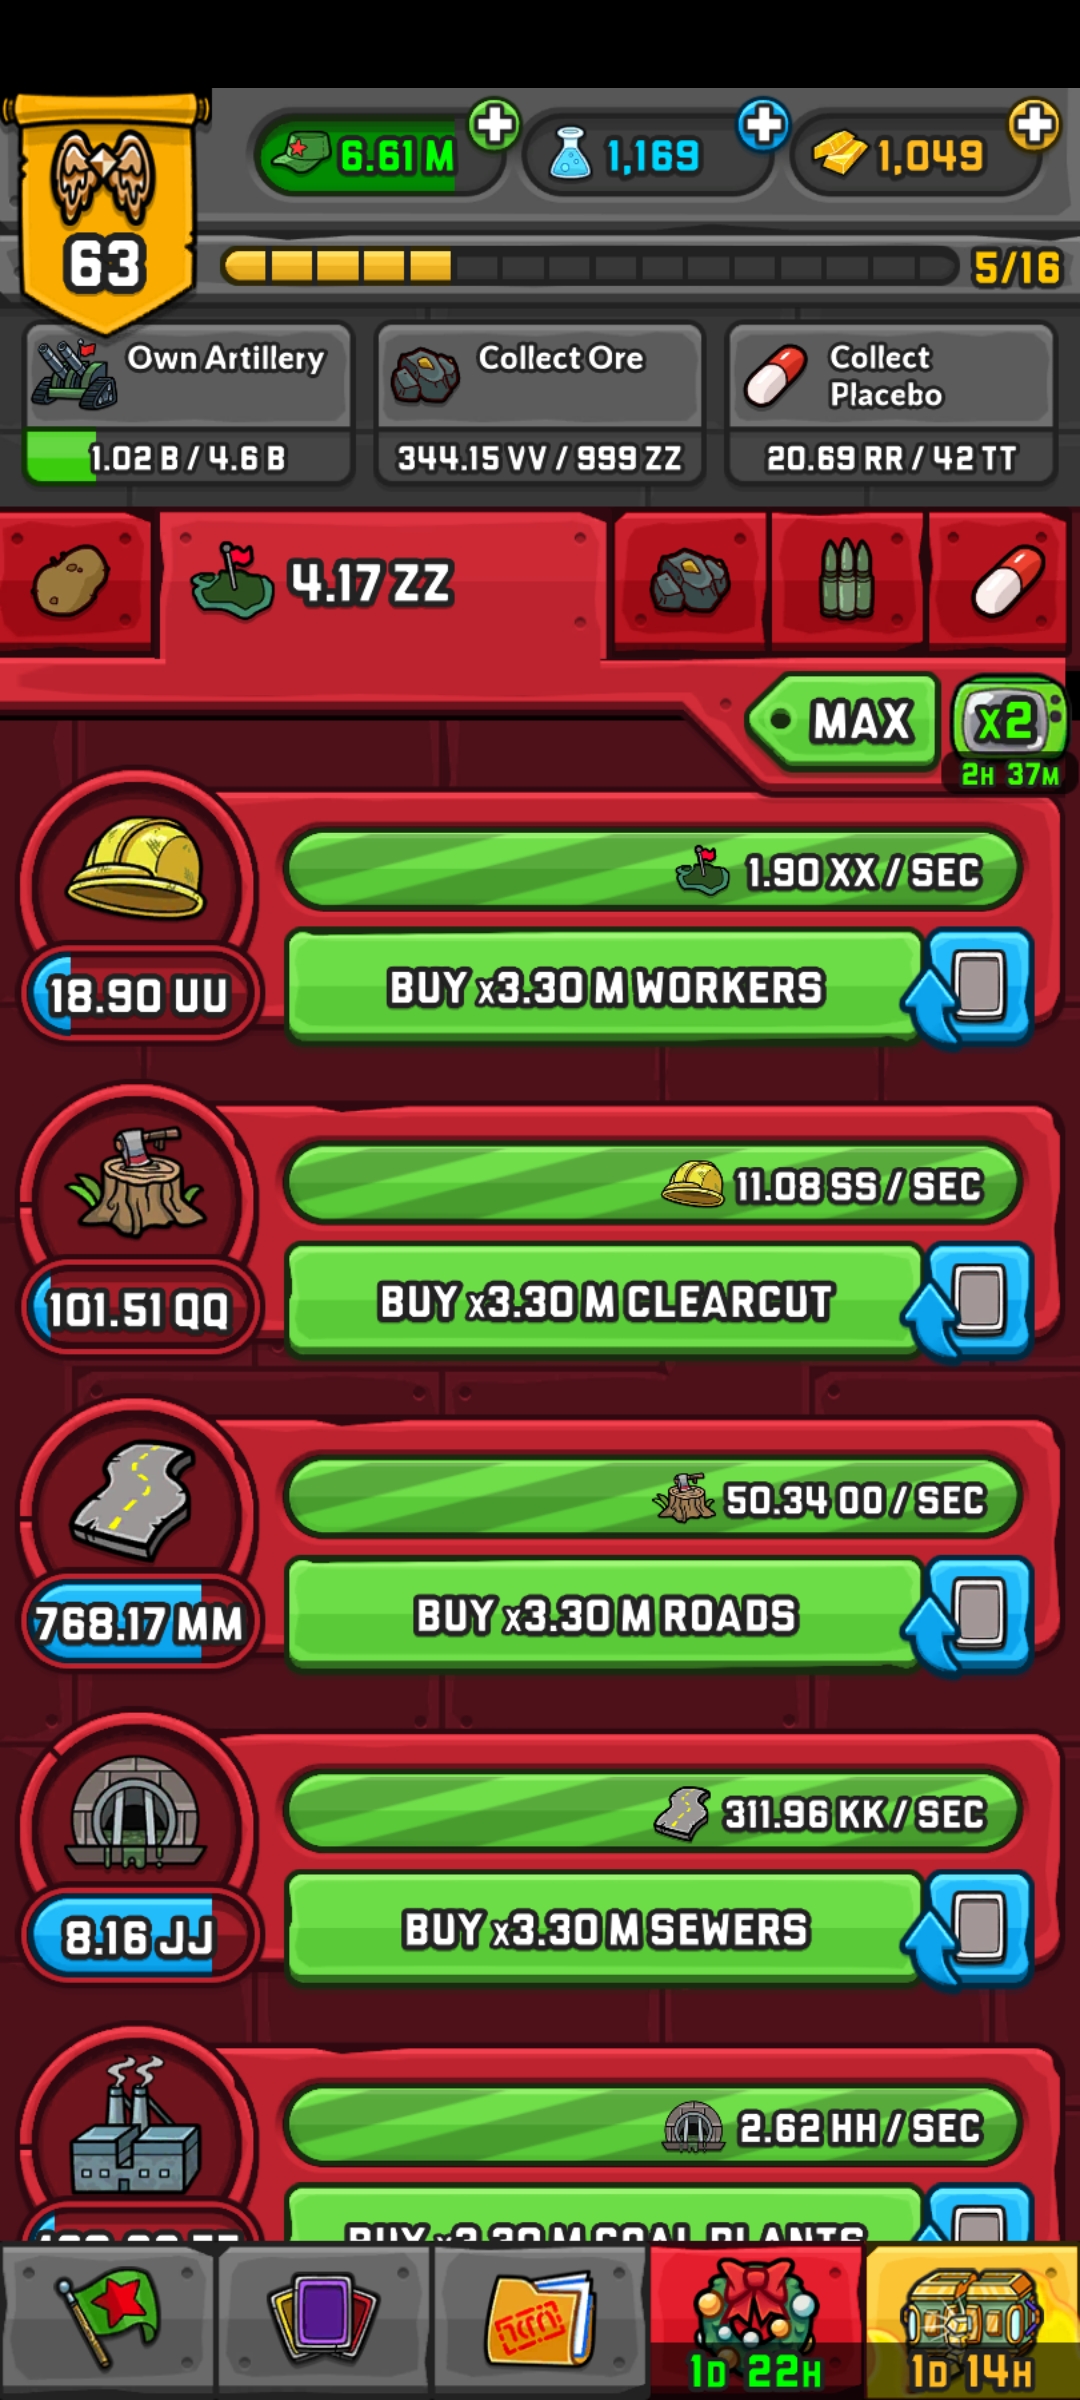 6.61 M
1,169
1,049
63
5/16
Own Artillery
1.02 B / 4.6 B
Collect Ore
344.15 VV / 999 ZZ
Collect
Placebo
20.69 RR / 42 TT
4.17 ZZ
MAX
x2
2H 37M
1.90 XX / SEC
18.90 UU
BUY x3.30 M WORKERS
11.08 SS / SEC
101.51 QQ
BUY x3.30 M CLEARCUT
50.34 OO / SEC
768.17 MM
BUY x3.30 M ROADS
311.96 KK / SEC
8.16 JJ
BUY x3.30 M SEWERS
2.62 HH / SEC
BUY x3.30 M COAL PLANTS
1D 22H
1D 14H